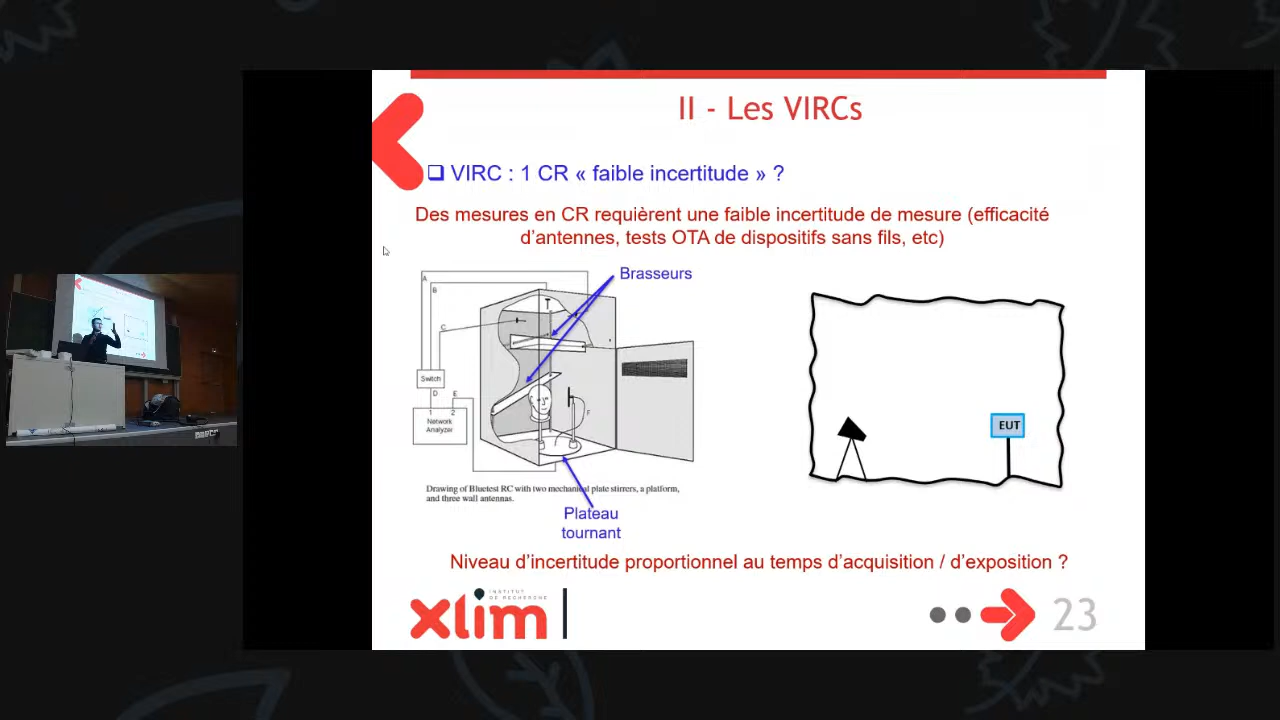 II - Les VIRCs
VIRC : 1 CR « faible incertitude » ?
Des mesures en CR requièrent une faible incertitude de mesure (efficacité
d'antennes, tests OTA de dispositifs sans fils, etc)
Brasseurs
A
B
C
Switch
D
E
1 2
Network
Analyzer
F
EUT
Drawing of Bluetest RC with two mechanical plate stirrers, a platform,
and three wall antennas.
Plateau
tournant
Niveau d'incertitude proportionnel au temps d'acquisition / d'exposition ?
INSTITUT
DE RECHERCHE
xlim
23